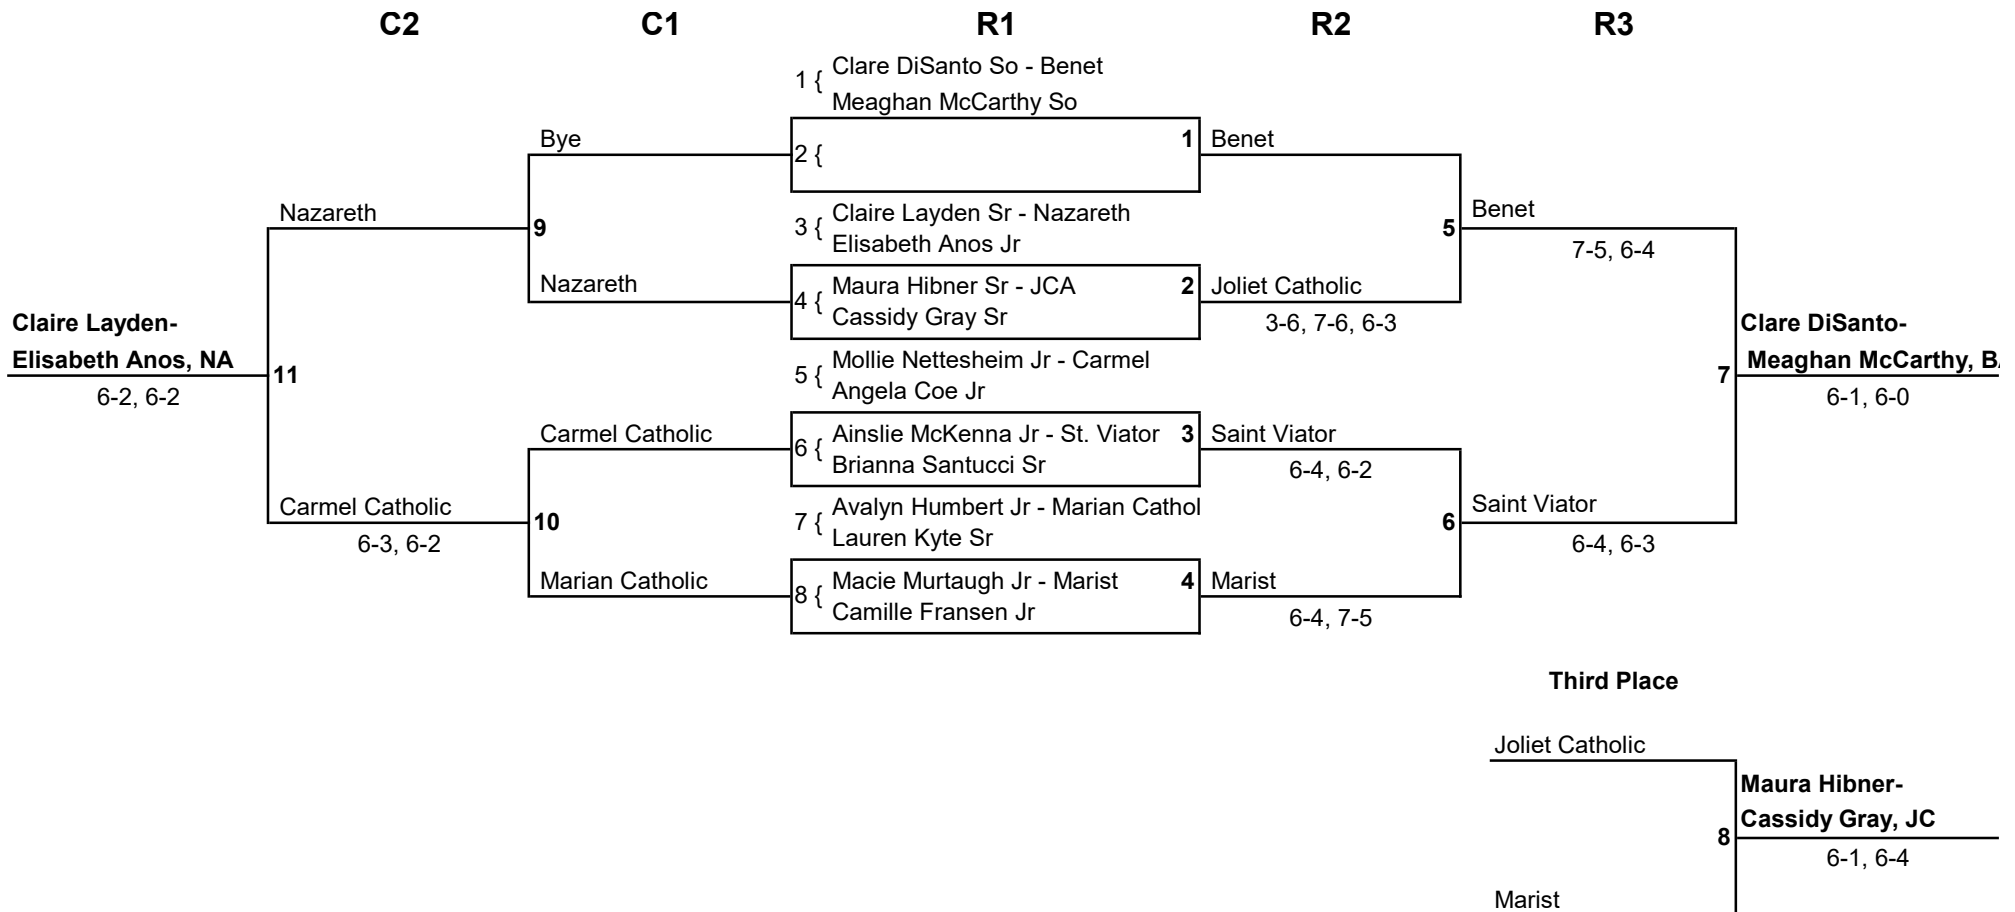 C2 C1 R1 R2 R3
1 { Clare DiSanto So - Benet
Meaghan McCarthy So
Bye
2 {
1 Benet
Nazareth
9
3 { Claire Layden Sr - Nazareth
Elisabeth Anos Jr
5 Benet
7-5, 6-4
Nazareth
4 { Maura Hibner Sr - JCA
Cassidy Gray Sr
2 Joliet Catholic
3-6, 7-6, 6-3
Claire Layden-
Elisabeth Anos, NA
6-2, 6-2
11
5 { Mollie Nettesheim Jr - Carmel
Angela Coe Jr
7
Clare DiSanto-
Meaghan McCarthy, BA
6-1, 6-0
Carmel Catholic
6 { Ainslie McKenna Jr - St. Viator
Brianna Santucci Sr
3 Saint Viator
6-4, 6-2
Carmel Catholic
6-3, 6-2
10
7 { Avalyn Humbert Jr - Marian Cathol
Lauren Kyte Sr
6 Saint Viator
6-4, 6-3
Marian Catholic
8 { Macie Murtaugh Jr - Marist
Camille Fransen Jr
4 Marist
6-4, 7-5
Third Place
Joliet Catholic
8
Maura Hibner-
Cassidy Gray, JC
6-1, 6-4
Marist